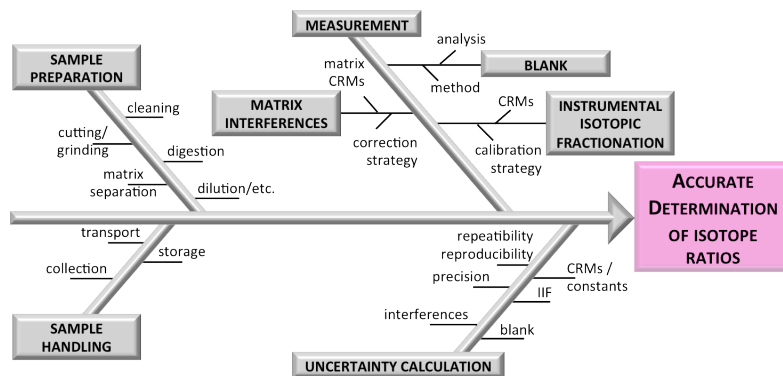 MEASUREMENT
SAMPLE
PREPARATION
analysis
BLANK
method
matrix
CRMs
MATRIX
INTERFERENCES
correction
strategy
CRMs
INSTRUMENTAL
ISOTOPIC
FRACTIONATION
calibration
strategy
cleaning
cutting/
grinding
digestion
matrix
separation
dilution/etc.
ACCURATE
DETERMINATION
OF ISOTOPE
RATIOS
transport
storage
collection
SAMPLE
HANDLING
repeatibility
reproducibility
precision
CRMs /
constants
IIF
interferences
blank
UNCERTAINTY CALCULATION